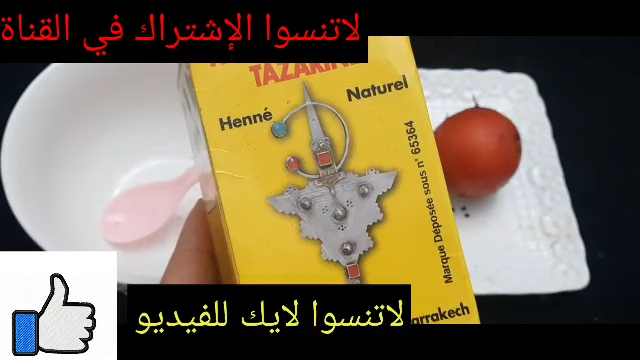 لاتنسوا الإشتراك في القناة
TAZARINE
Henné Naturel
Marque Déposée sous n° 65364
لاتنسوا لايك للفيديو